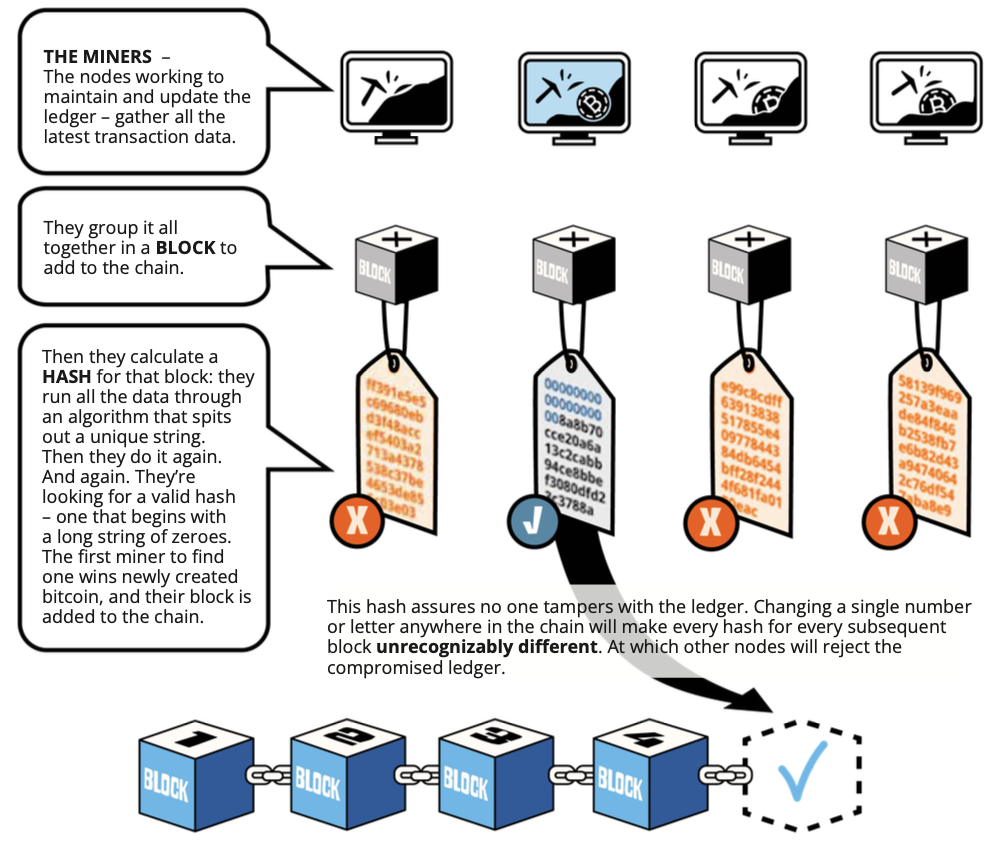 THE MINERS –
The nodes working to
maintain and update the
ledger – gather all the
latest transaction data.
They group it all
together in a BLOCK to
add to the chain.
BLOCK
BLOCK
BLOCK
BLOCK
Then they calculate a
HASH for that block: they
run all the data through
an algorithm that spits
out a unique string.
Then they do it again.
And again. They’re
looking for a valid hash
– one that begins with
a long string of zeroes.
The first miner to find
one wins newly created
bitcoin, and their block is
added to the chain.
ff391e5e5
c69680eb
d3f48acc
ef5403a2
713a4378
538c37be
4653de85
00000000
00000000
008a8b70
cce20a6a
13c2cabb
94ce8bbe
f3080dfd2
2c3788a
e99c8cdff
63913838
517855e4
09778443
84db6454
bff28f244
4f681fa01
58139f969
257a3eaa
de84f846
b2538fb7
e6b82d43
a9474064
2c76df54
7aba8e9
X
X
X
This hash assures no one tampers with the ledger. Changing a single number
or letter anywhere in the chain will make every hash for every subsequent
block unrecognizably different. At which other nodes will reject the
compromised ledger.
1
2
3
4
BLOCK
BLOCK
BLOCK
BLOCK